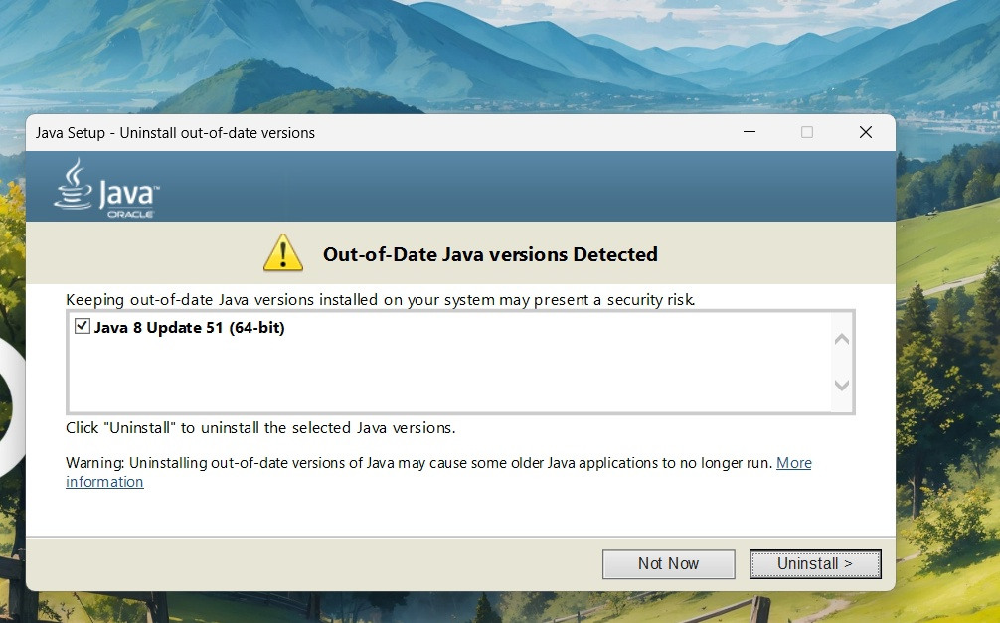 Java Setup - Uninstall out-of-date versions
Java™
ORACLE
Out-of-Date Java versions Detected
Keeping out-of-date Java versions installed on your system may present a security risk.
Java 8 Update 51 (64-bit)
Click "Uninstall" to uninstall the selected Java versions.
Warning: Uninstalling out-of-date versions of Java may cause some older Java applications to no longer run. More
information
Not Now
Uninstall >